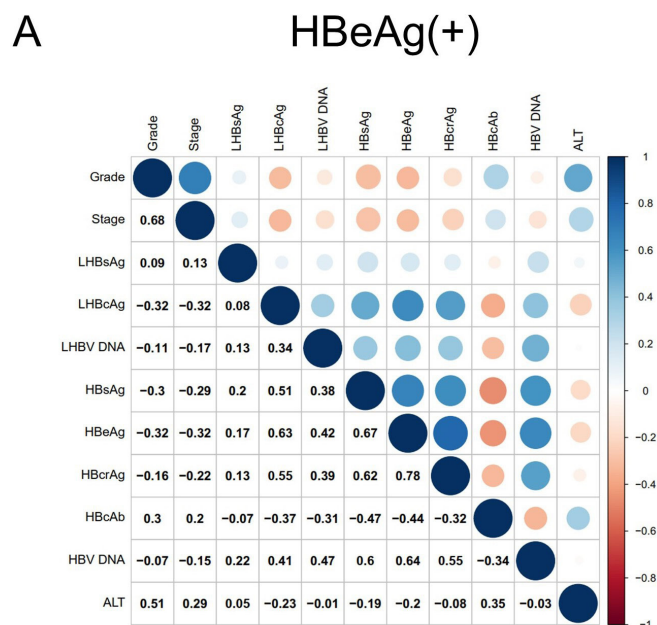 A
HBeAg(+)
Grade Stage LHBsAg LHBcAg LHBV DNA HBsAg HBeAg HBcrAg HBcAb HBV DNA ALT
Grade
Stage 0.68
LHBsAg 0.09 0.13
LHBcAg −0.32 −0.32 0.08
LHBV DNA −0.11 −0.17 0.13 0.34
HBsAg −0.3 −0.29 0.2 0.51 0.38
HBeAg −0.32 −0.32 0.17 0.63 0.42 0.67
HBcrAg −0.16 −0.22 0.13 0.55 0.39 0.62 0.78
HBcAb 0.3 0.2 −0.07 −0.37 −0.31 −0.47 −0.44 −0.32
HBV DNA −0.07 −0.15 0.22 0.41 0.47 0.6 0.64 0.55 −0.34
ALT 0.51 0.29 0.05 −0.23 −0.01 −0.19 −0.2 −0.08 0.35 −0.03
1
0.8
0.6
0.4
0.2
0
−0.2
−0.4
−0.6
−0.8
−1